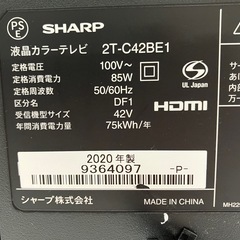 PS
E
SHARP
液晶カラーテレビ 2T-C42BE1
定格電圧 : 100V~
定格消費電力 : 85W
定格周波数 : 50/60Hz
区分名 : DF1
受信機型サイズ : 42V
年間消費電力量 : 75kWh/年
UL Japan
HDMI
2020年製
9364097 -P-
シャープ株式会社
MADE IN CHINA
MH229